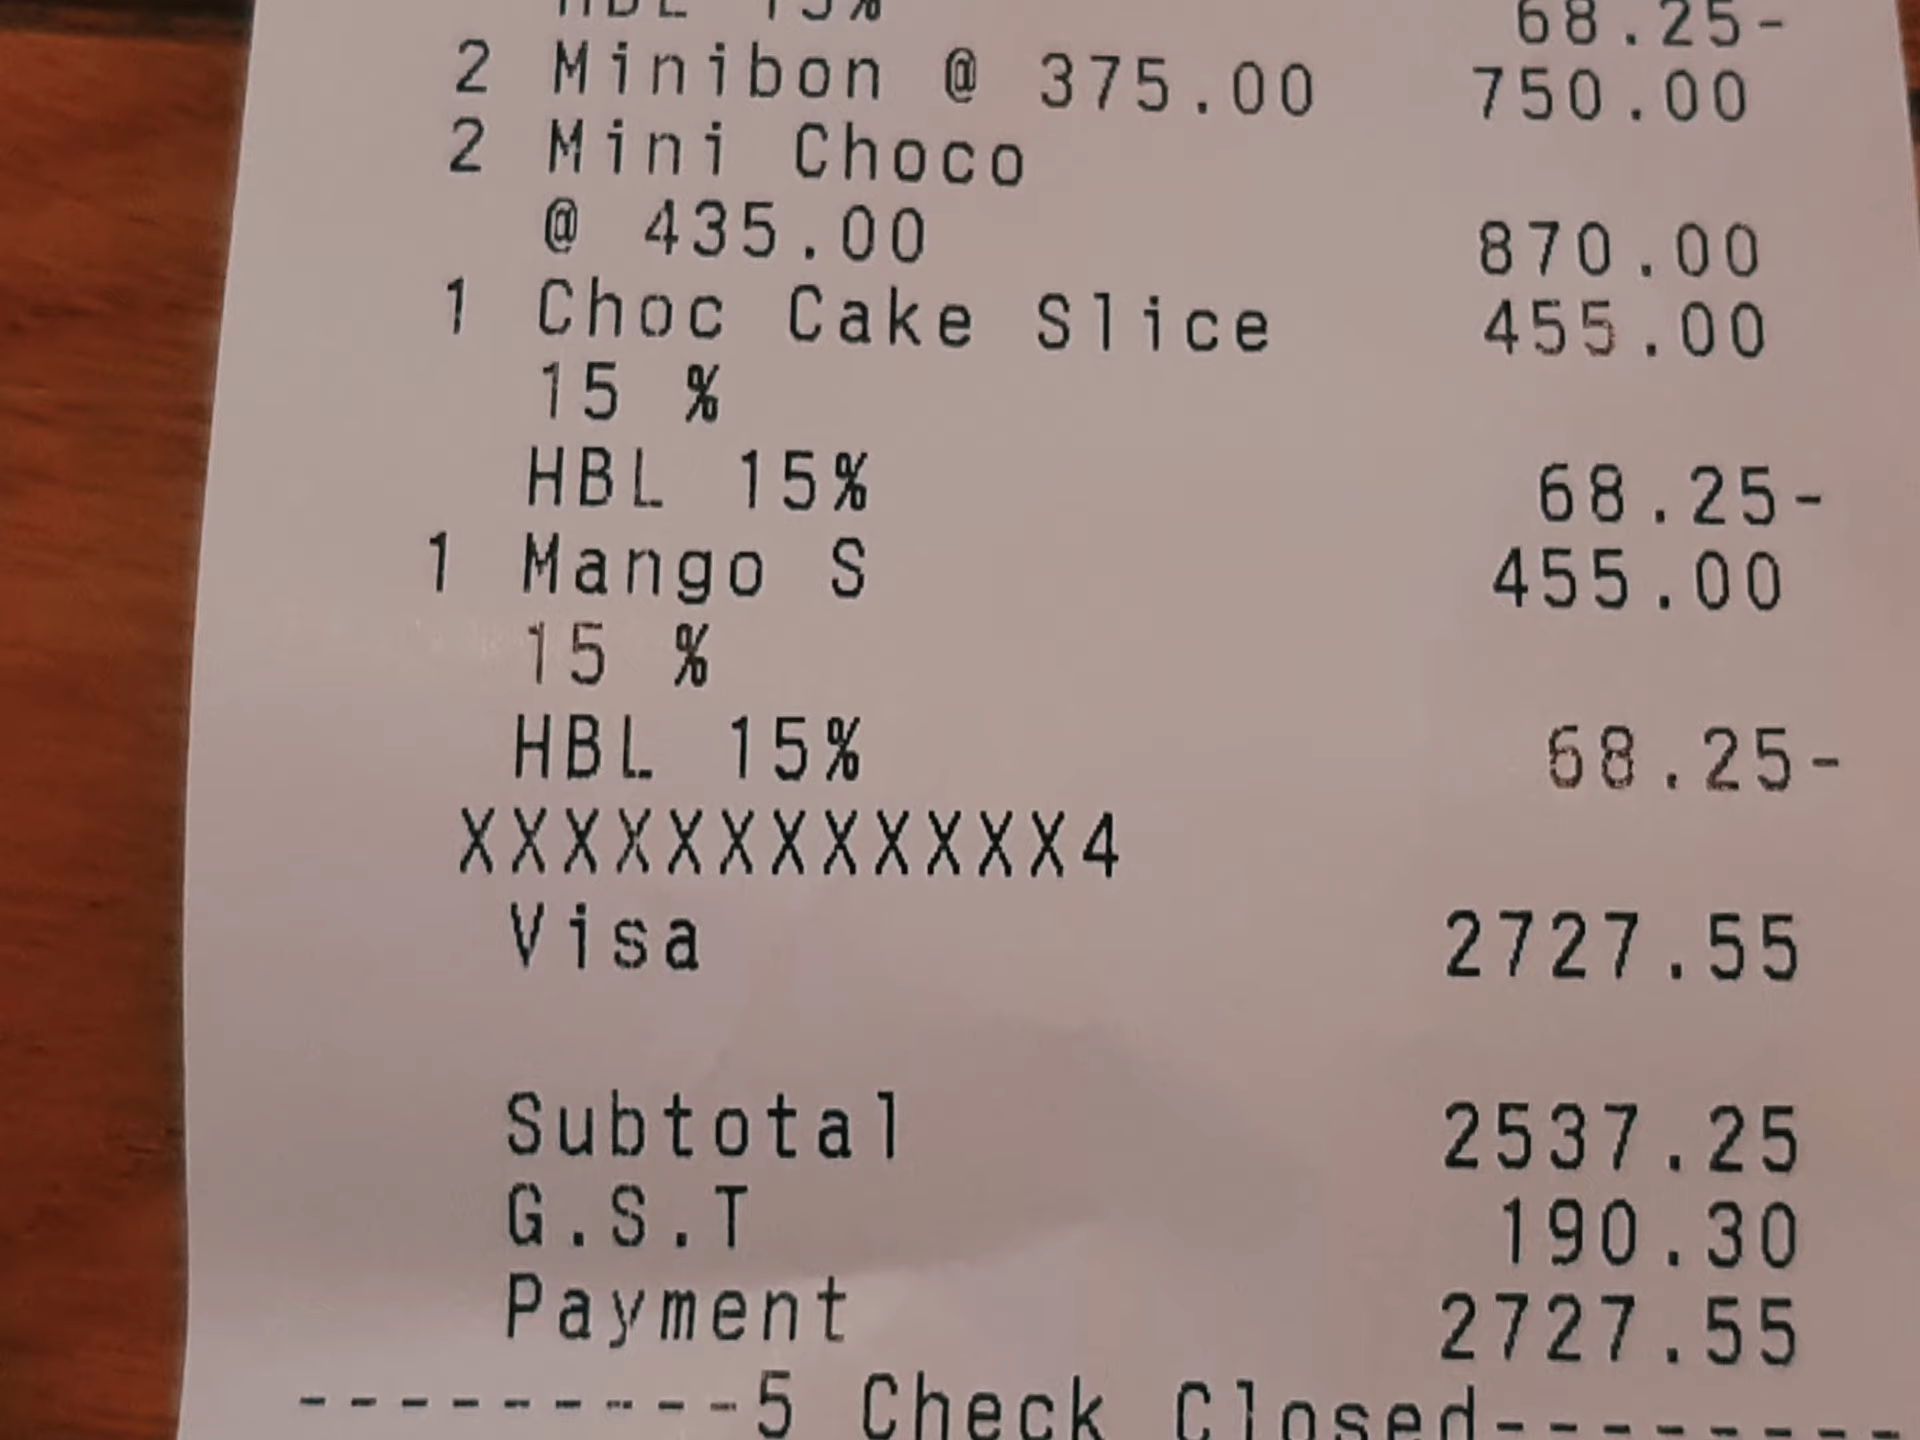 HBL 15% 68.25-
2 Minibon @ 375.00 750.00
2 Mini Choco
@ 435.00 870.00
1 Choc Cake Slice 455.00
15 %
HBL 15% 68.25-
1 Mango S 455.00
15 %
HBL 15% 68.25-
XXXXXXXXXXXX4
Visa 2727.55
Subtotal 2537.25
G.S.T 190.30
Payment 2727.55
---------5 Check Closed--------